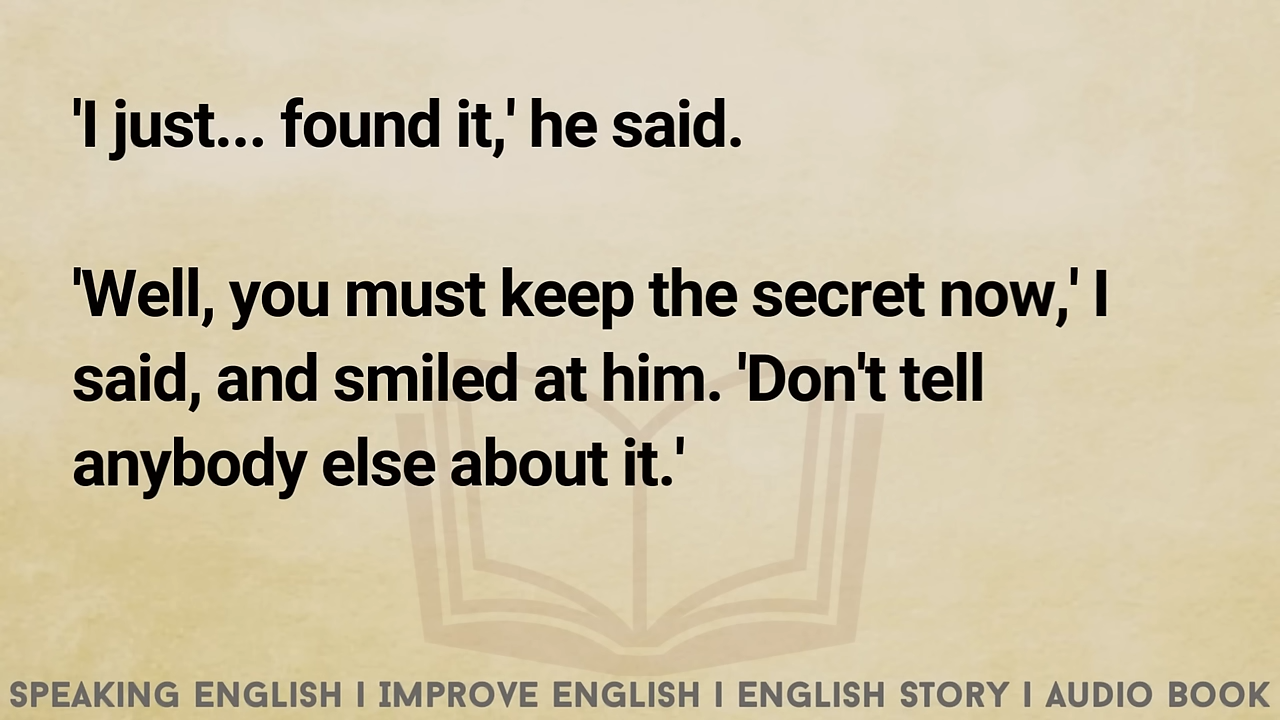 'I just... found it,' he said.
'Well, you must keep the secret now,' I
said, and smiled at him. 'Don't tell
anybody else about it.'
SPEAKING ENGLISH I IMPROVE ENGLISH I ENGLISH STORY I AUDIO BOOK